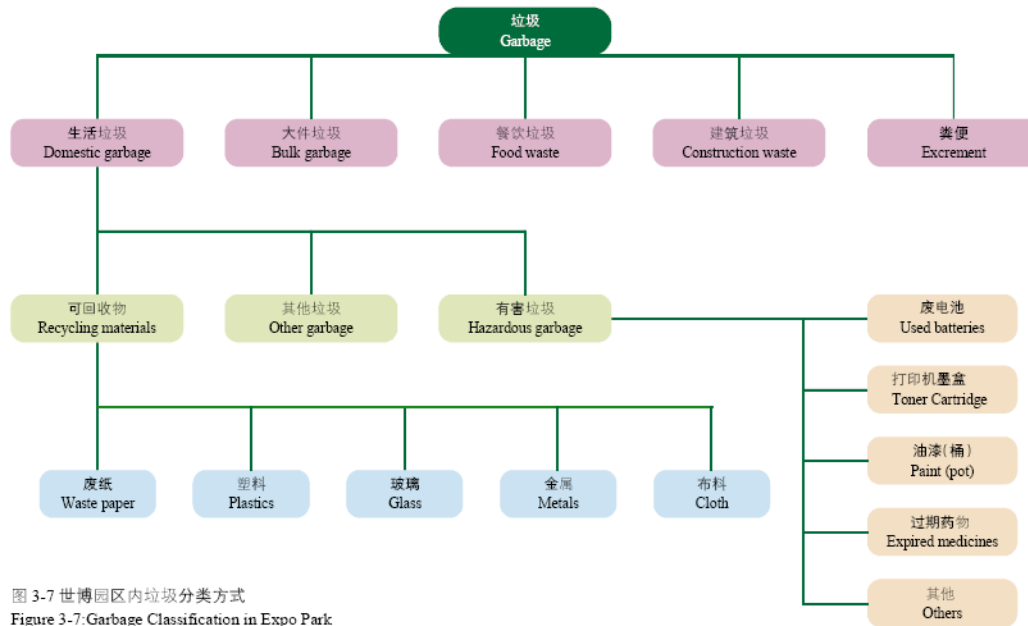 垃圾
Garbage
生活垃圾
Domestic garbage
大件垃圾
Bulk garbage
餐饮垃圾
Food waste
建筑垃圾
Construction waste
粪便
Excrement
可回收物
Recycling materials
其他垃圾
Other garbage
有害垃圾
Hazardous garbage
废电池
Used batteries
打印机墨盒
Toner Cartridge
油漆(桶)
Paint (pot)
过期药物
Expired medicines
其他
Others
废纸
Waste paper
塑料
Plastics
玻璃
Glass
金属
Metals
布料
Cloth
图 3-7 世博园区内垃圾分类方式
Figure 3-7:Garbage Classification in Expo Park